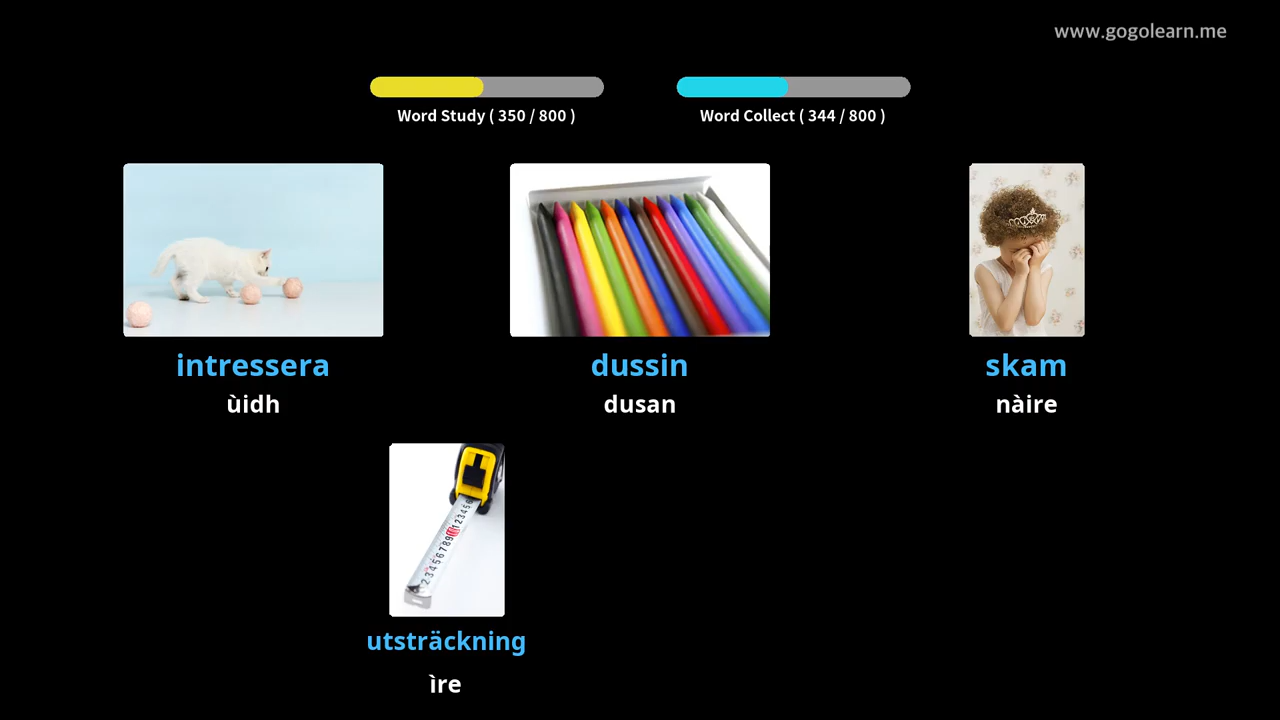 www.gogolearn.me
Word Study ( 350 / 800 )
Word Collect ( 344 / 800 )
intressera
ùidh
dussin
dusan
skam
nàire
utsträckning
ìre